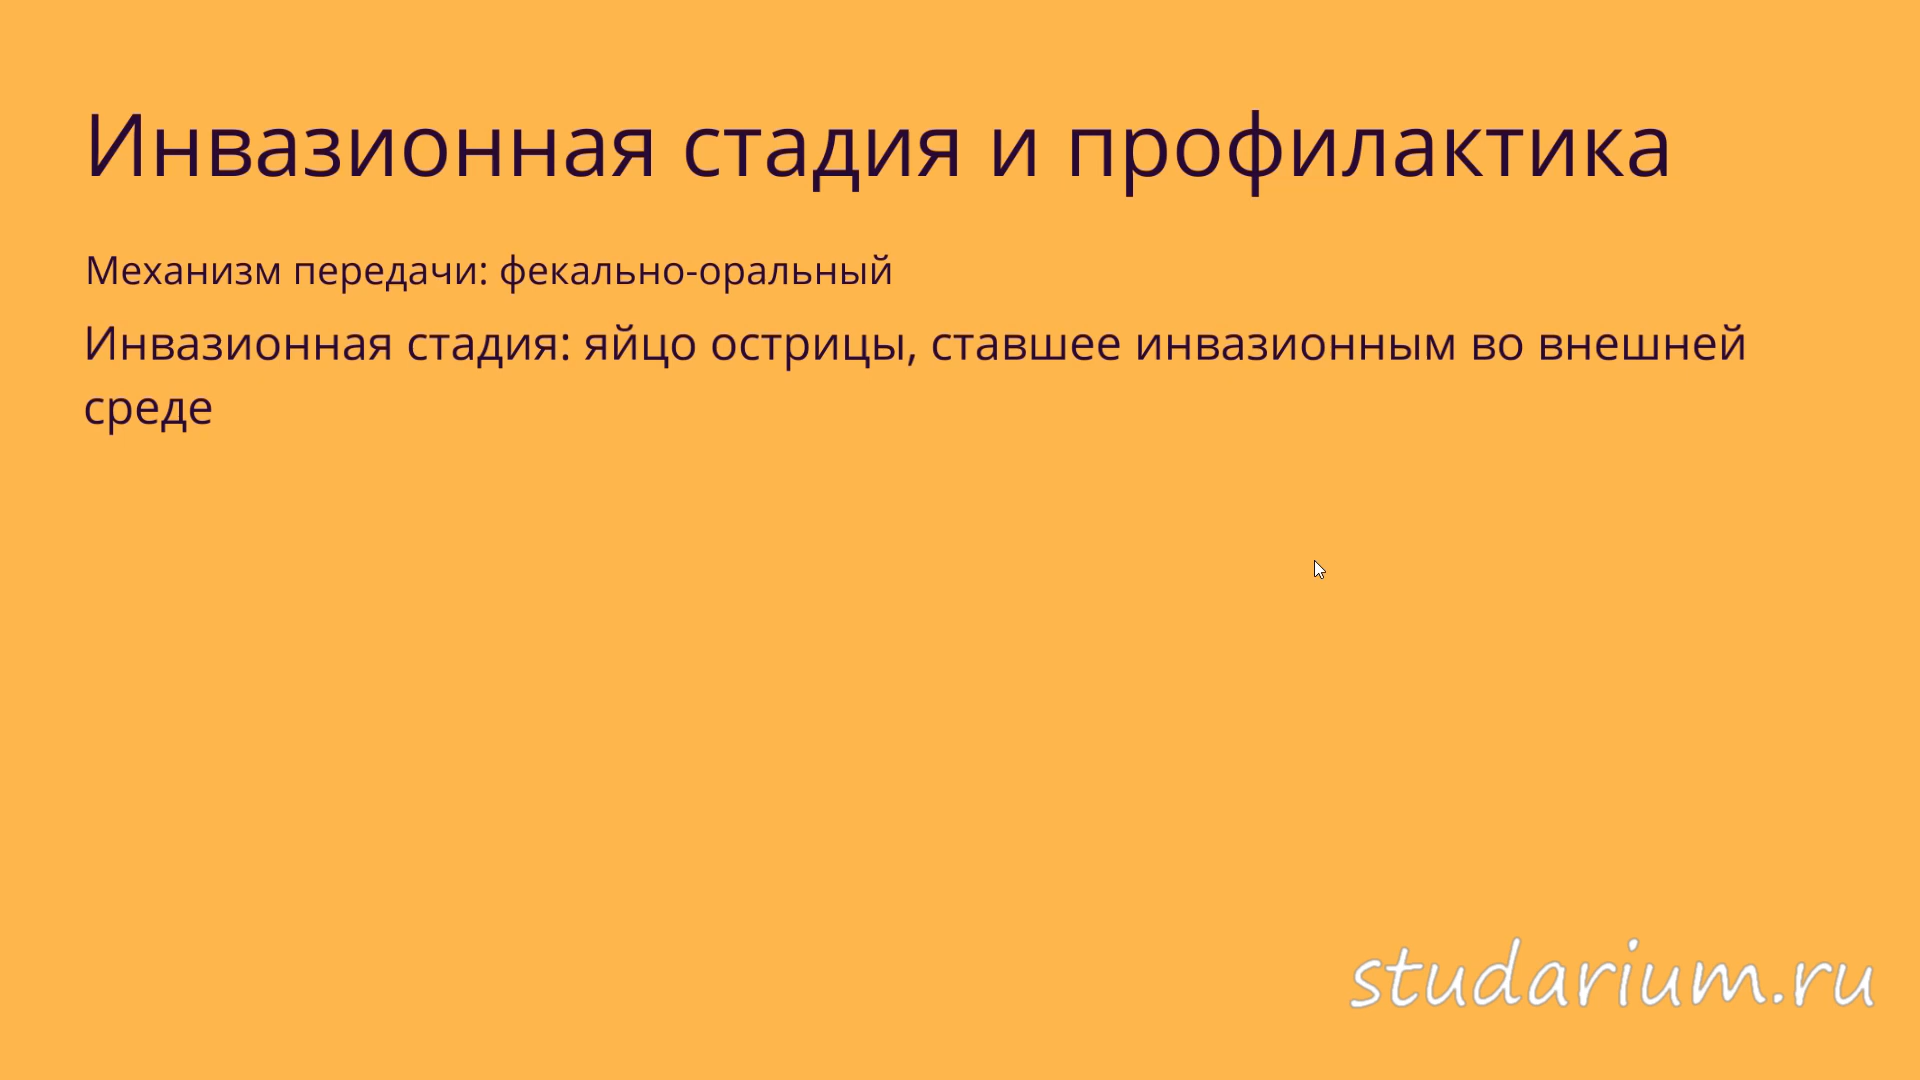 Инвазионная стадия и профилактика
Механизм передачи: фекально-оральный
Инвазионная стадия: яйцо острицы, ставшее инвазионным во внешней
среде
studarium.ru